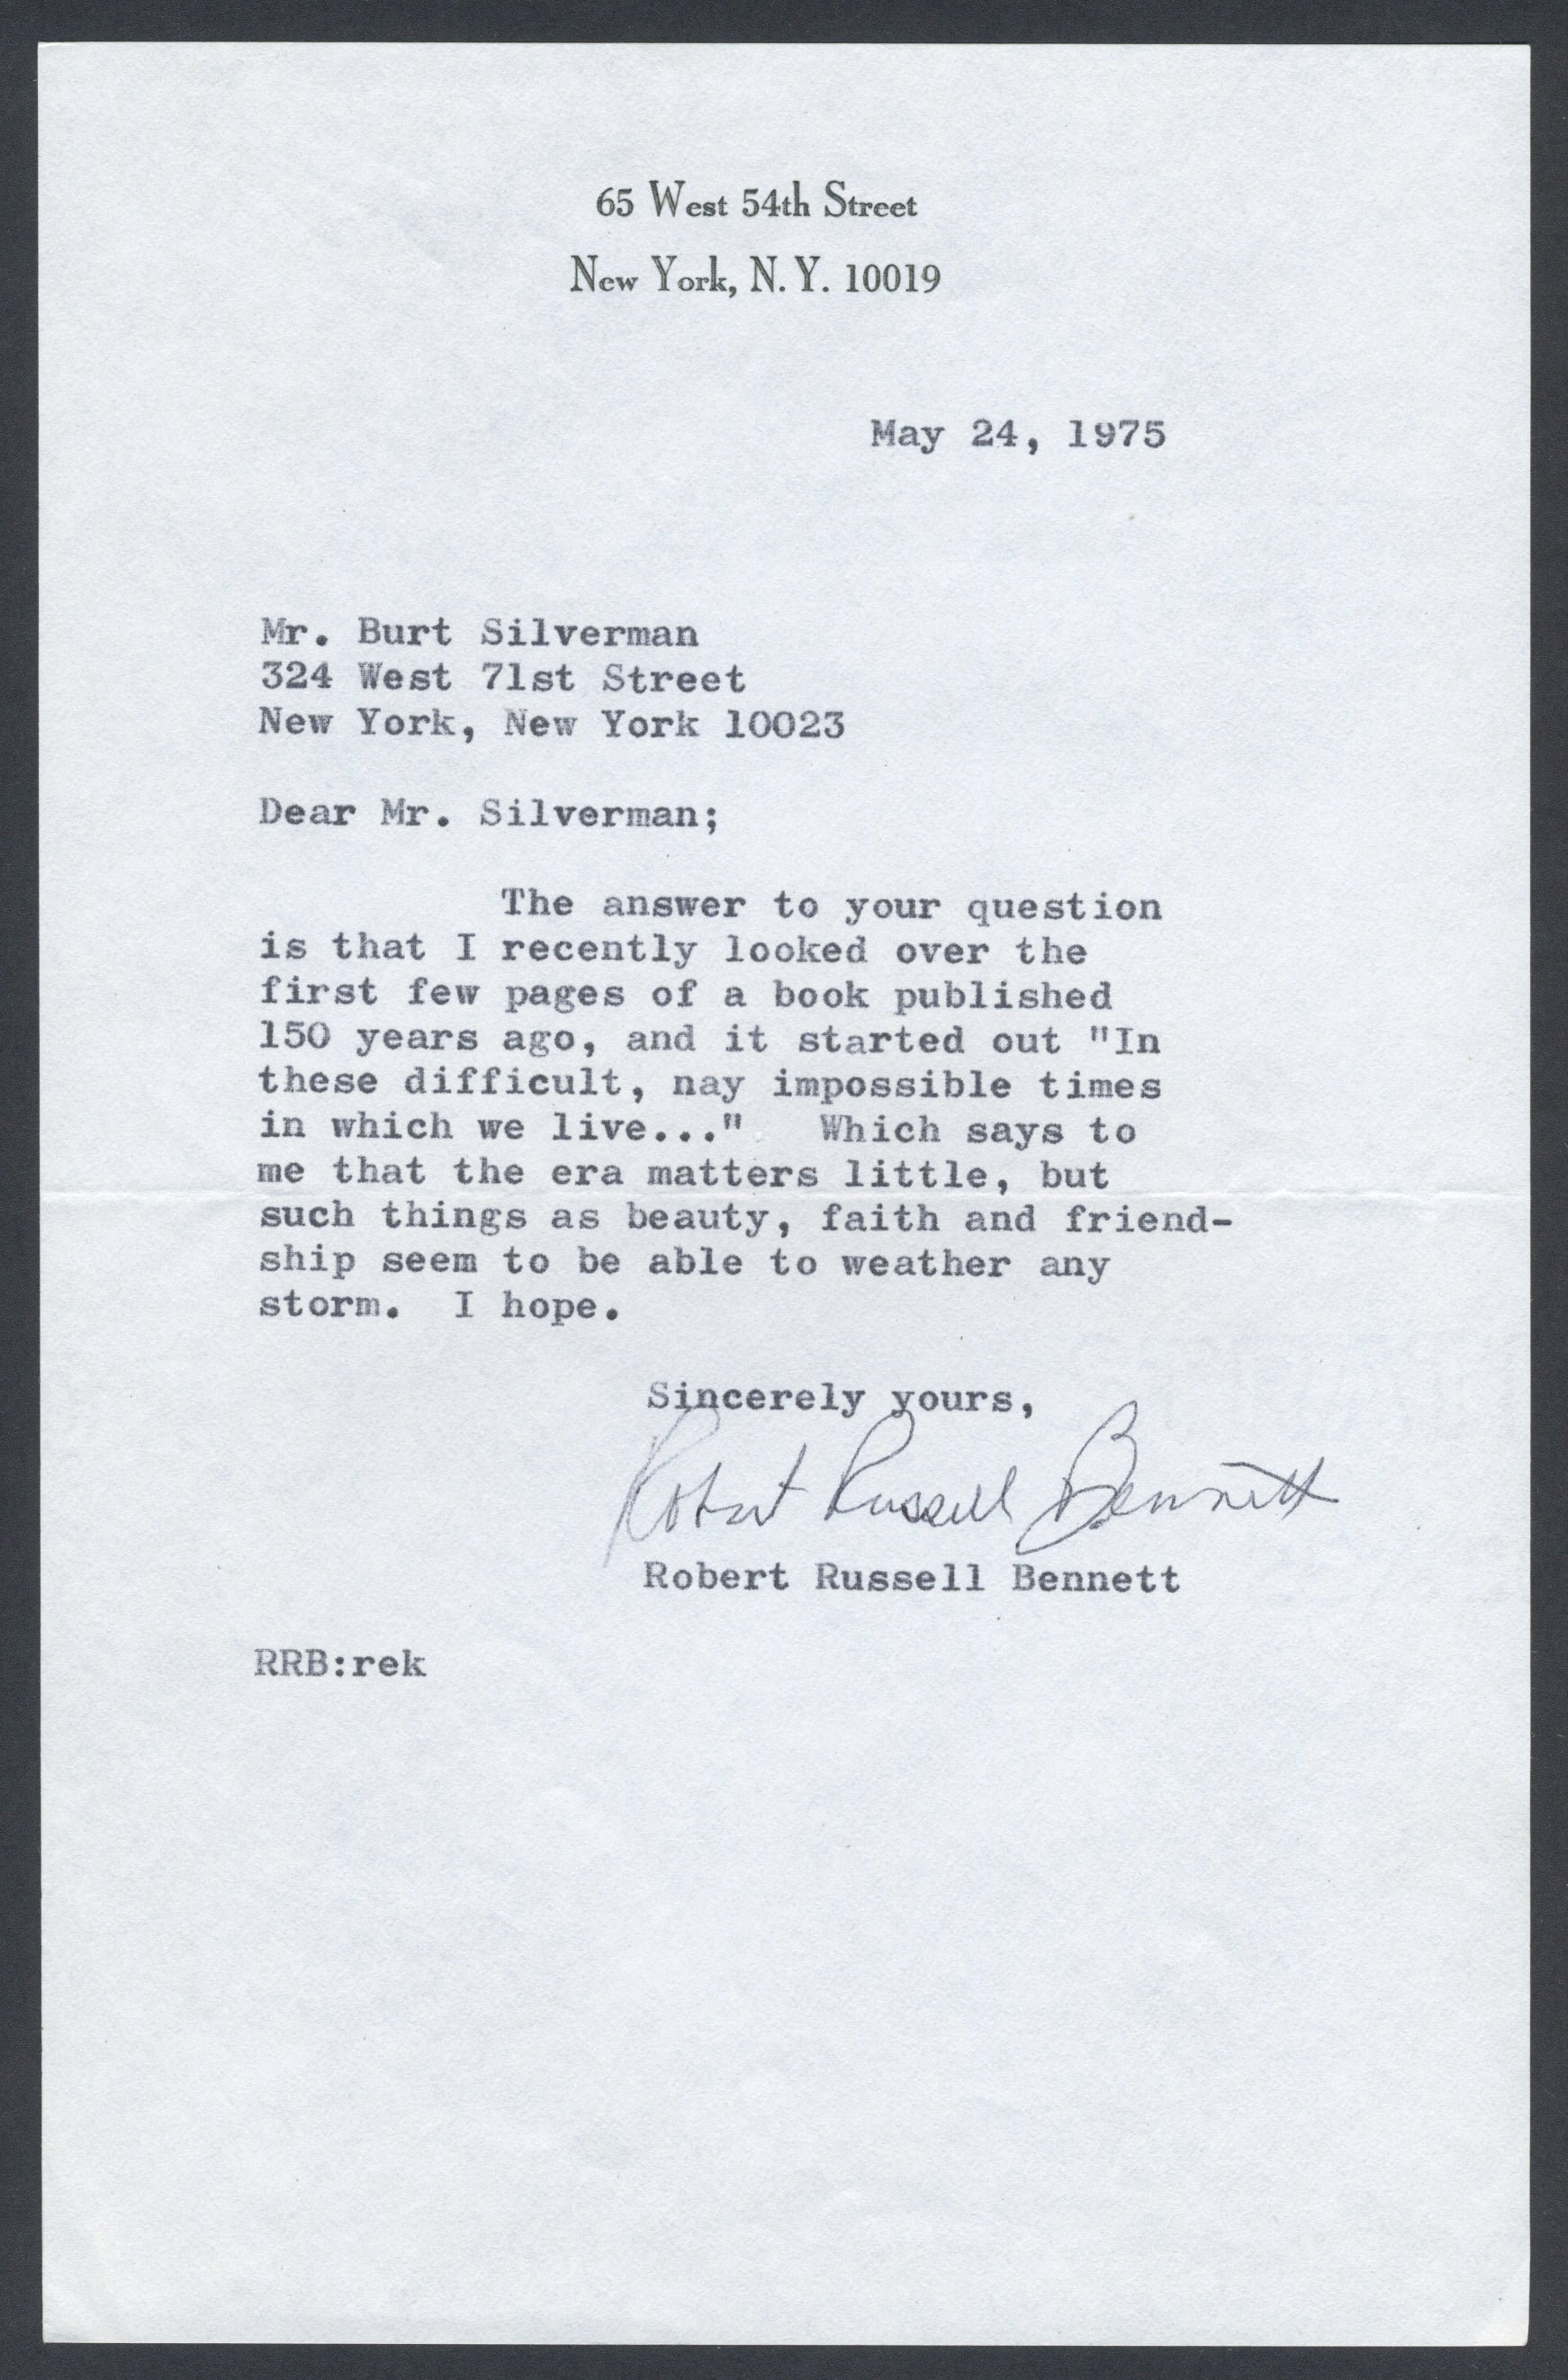 65 West 54th Street
New York, N. Y. 10019
May 24, 1975
Mr. Burt Silverman
324 West 71st Street
New York, New York 10023
Dear Mr. Silverman;
The answer to your question
is that I recently looked over the
first few pages of a book published
150 years ago, and it started out "In
these difficult, nay impossible times
in which we live..."  Which says to
me that the era matters little, but
such things as beauty, faith and friend-
ship seem to be able to weather any
storm.  I hope.
Sincerely yours,
Robert Russell Bennett
Robert Russell Bennett
RRB:rek